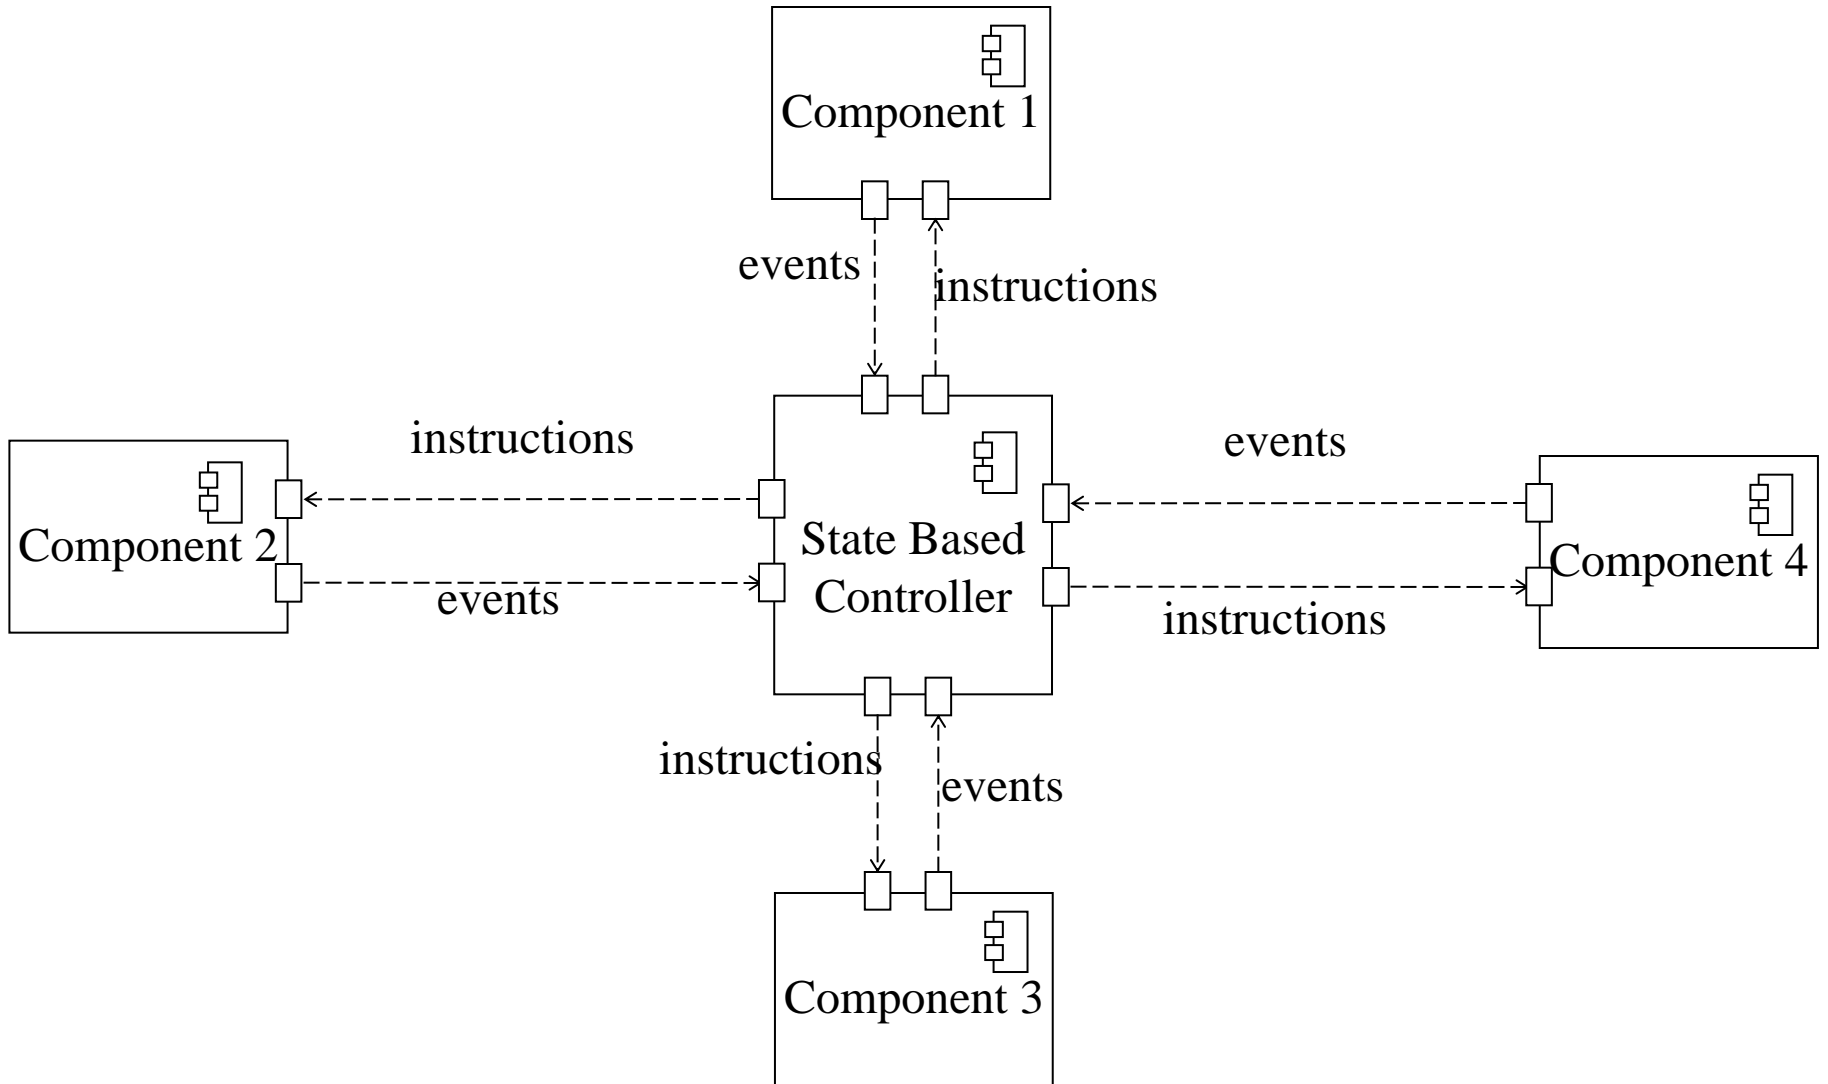 Component 1
events
instructions
instructions
events
Component 2
State Based
Controller
Component 4
events
instructions
instructions
events
Component 3